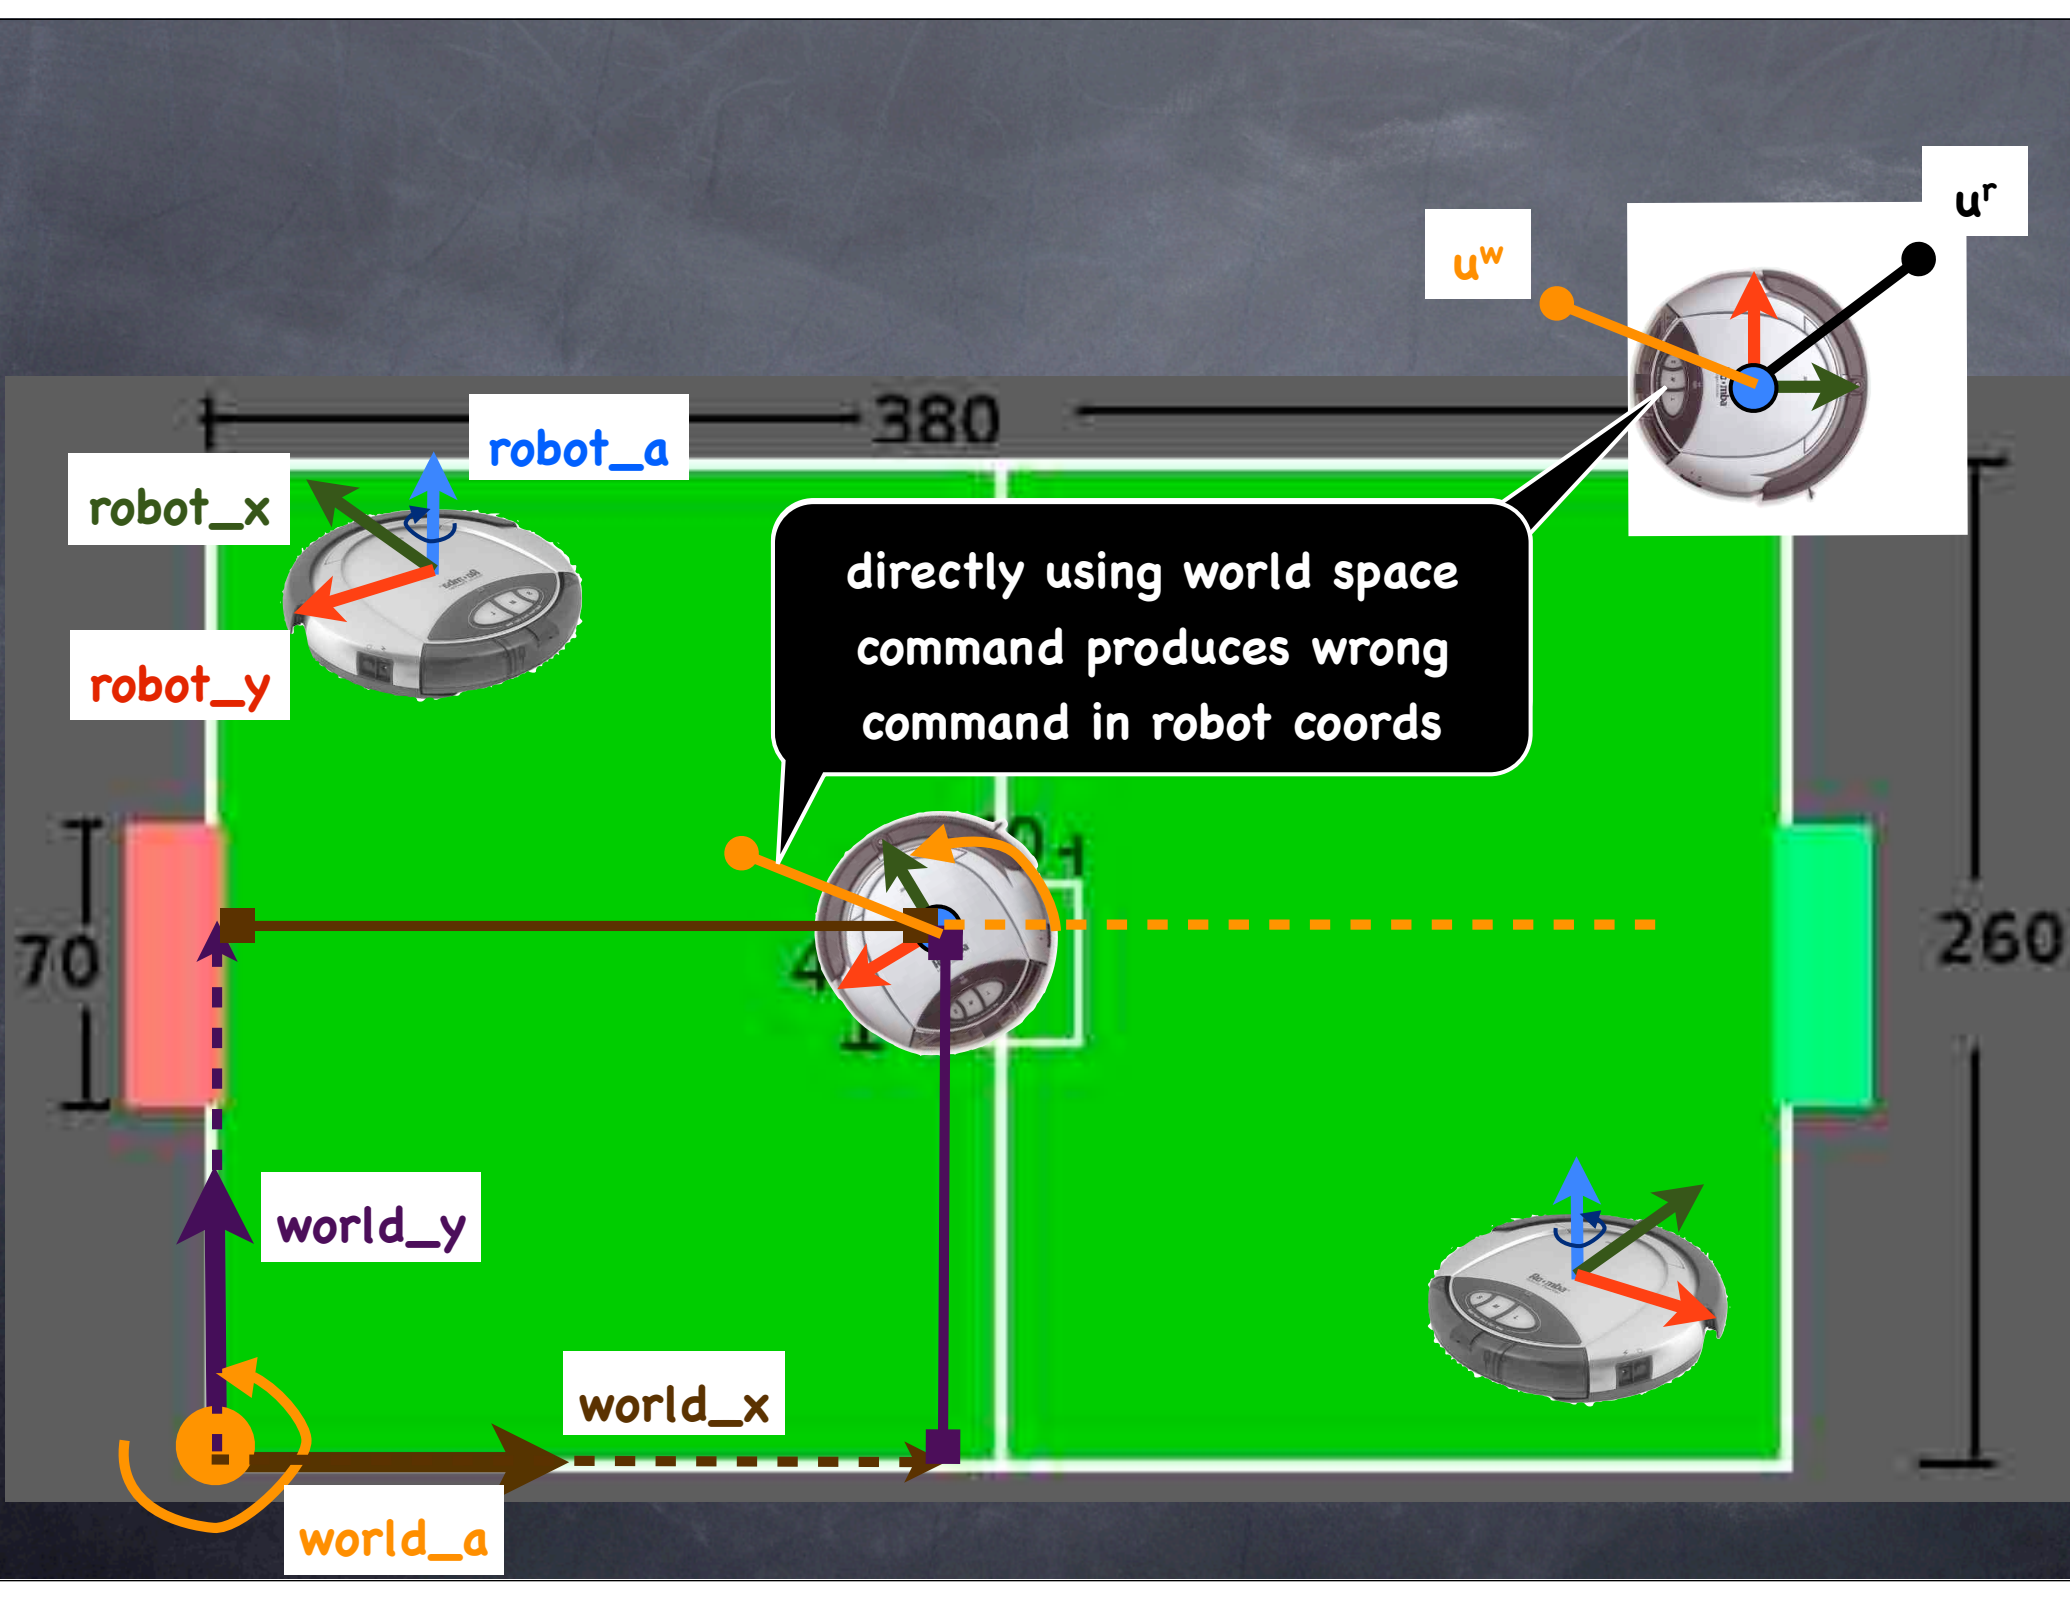 uʳ
uʷ
380
robot_a
robot_x
robot_y
directly using world space
command produces wrong
command in robot coords
70
260
world_y
world_x
world_a